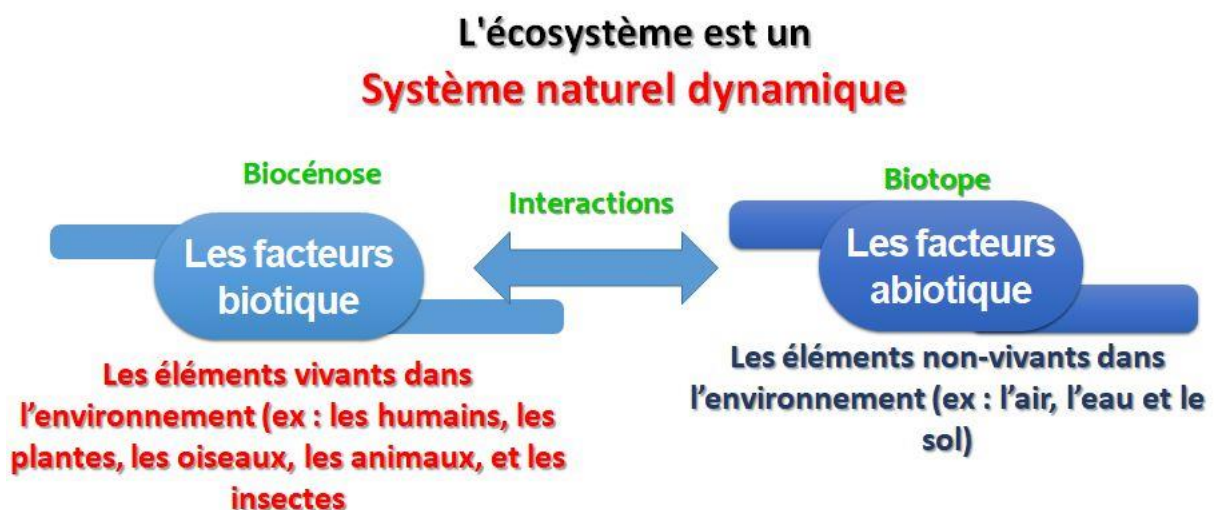 L'écosystème est un
Système naturel dynamique
Biocénose
Interactions
Biotope
Les facteurs
biotique
Les facteurs
abiotique
Les éléments vivants dans
l’environnement (ex : les humains, les
plantes, les oiseaux, les animaux, et les
insectes
Les éléments non-vivants dans
l’environnement (ex : l’air, l’eau et le
sol)